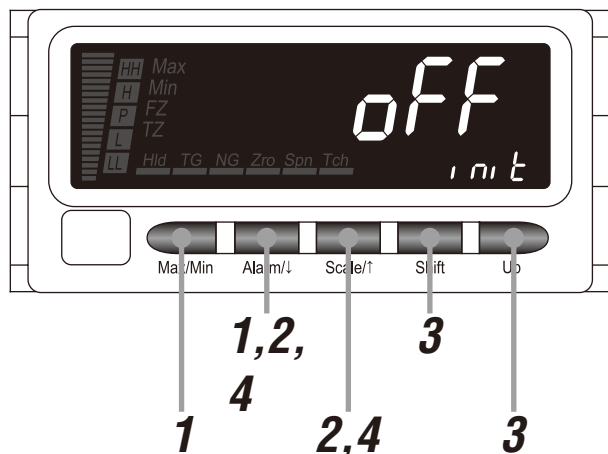 HH Max
H Min
P FZ
L TZ
LL Hld TG NG Zro Spn Tch
oFF
init
Max/Min Alarm/↓ Scale/↑ Shift Up
1,2,
4
3
1
2,4
3